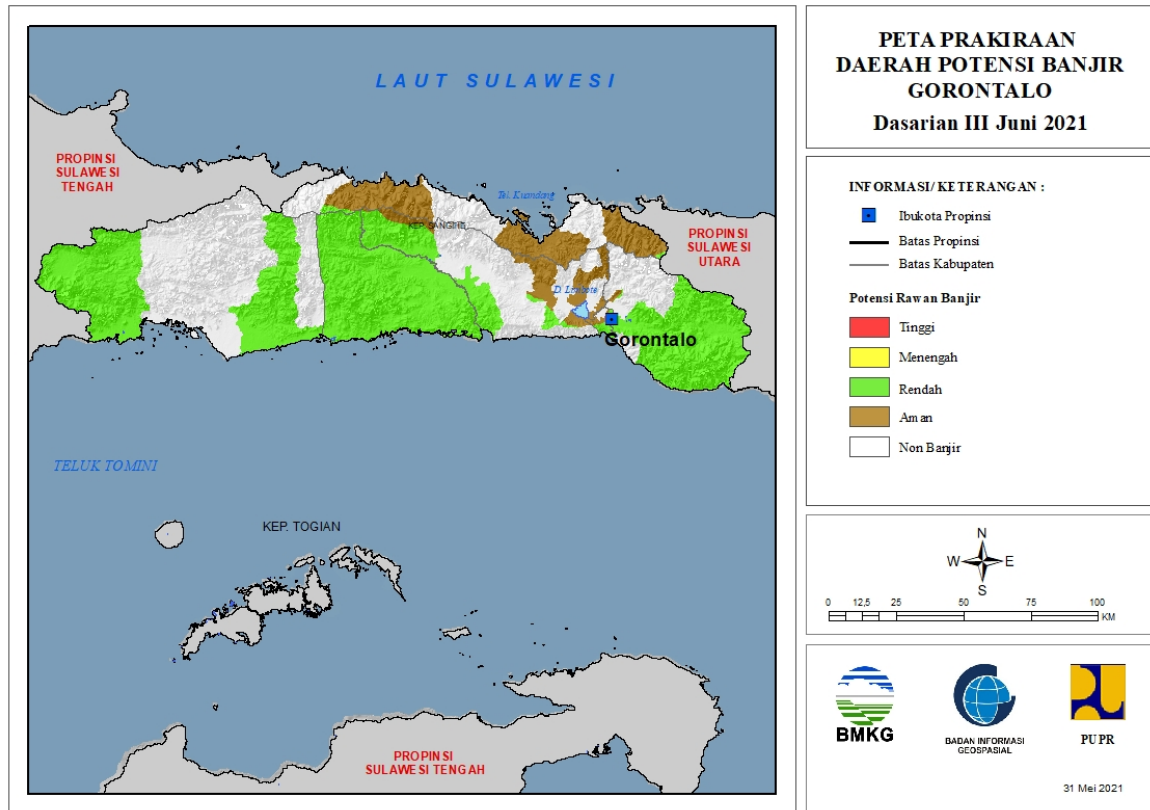 LAUT SULAWESI
PROPINSI
SULAWESI
TENGAH
Tel. Kuandang
PROPINSI
SULAWESI
UTARA
D. Limboto
Gorontalo
TELUK TOMINI
KEP. TOGIAN
PROPINSI
SULAWESI TENGAH
PETA PRAKIRAAN
DAERAH POTENSI BANJIR
GORONTALO
Dasarian III Juni 2021
INFORMASI/ KETERANGAN :
Ibukota Propinsi
Batas Propinsi
Batas Kabupaten
Potensi Rawan Banjir
Tinggi
Menengah
Rendah
Aman
Non Banjir
N
W E
S
0 12,5 25 50 75 100
KM
BMKG
BADAN INFORMASI
GEOSPASIAL
PUPR
31 Mei 2021